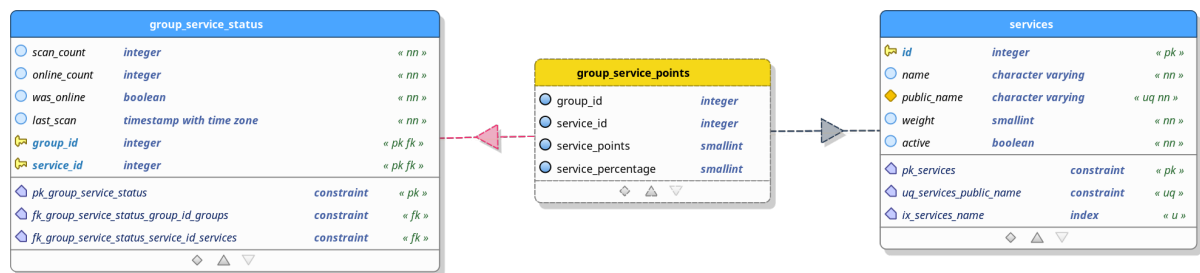 group_service_status
scan_count integer « nn »
online_count integer « nn »
was_online boolean « nn »
last_scan timestamp with time zone « nn »
group_id integer « pk fk »
service_id integer « pk fk »
pk_group_service_status constraint « pk »
fk_group_service_status_group_id_groups constraint « fk »
fk_group_service_status_service_id_services constraint « fk »
group_service_points
group_id integer
service_id integer
service_points smallint
service_percentage smallint
services
id integer « pk »
name character varying « nn »
public_name character varying « uq nn »
weight smallint « nn »
active boolean « nn »
pk_services constraint « pk »
uq_services_public_name constraint « uq »
ix_services_name index « u »